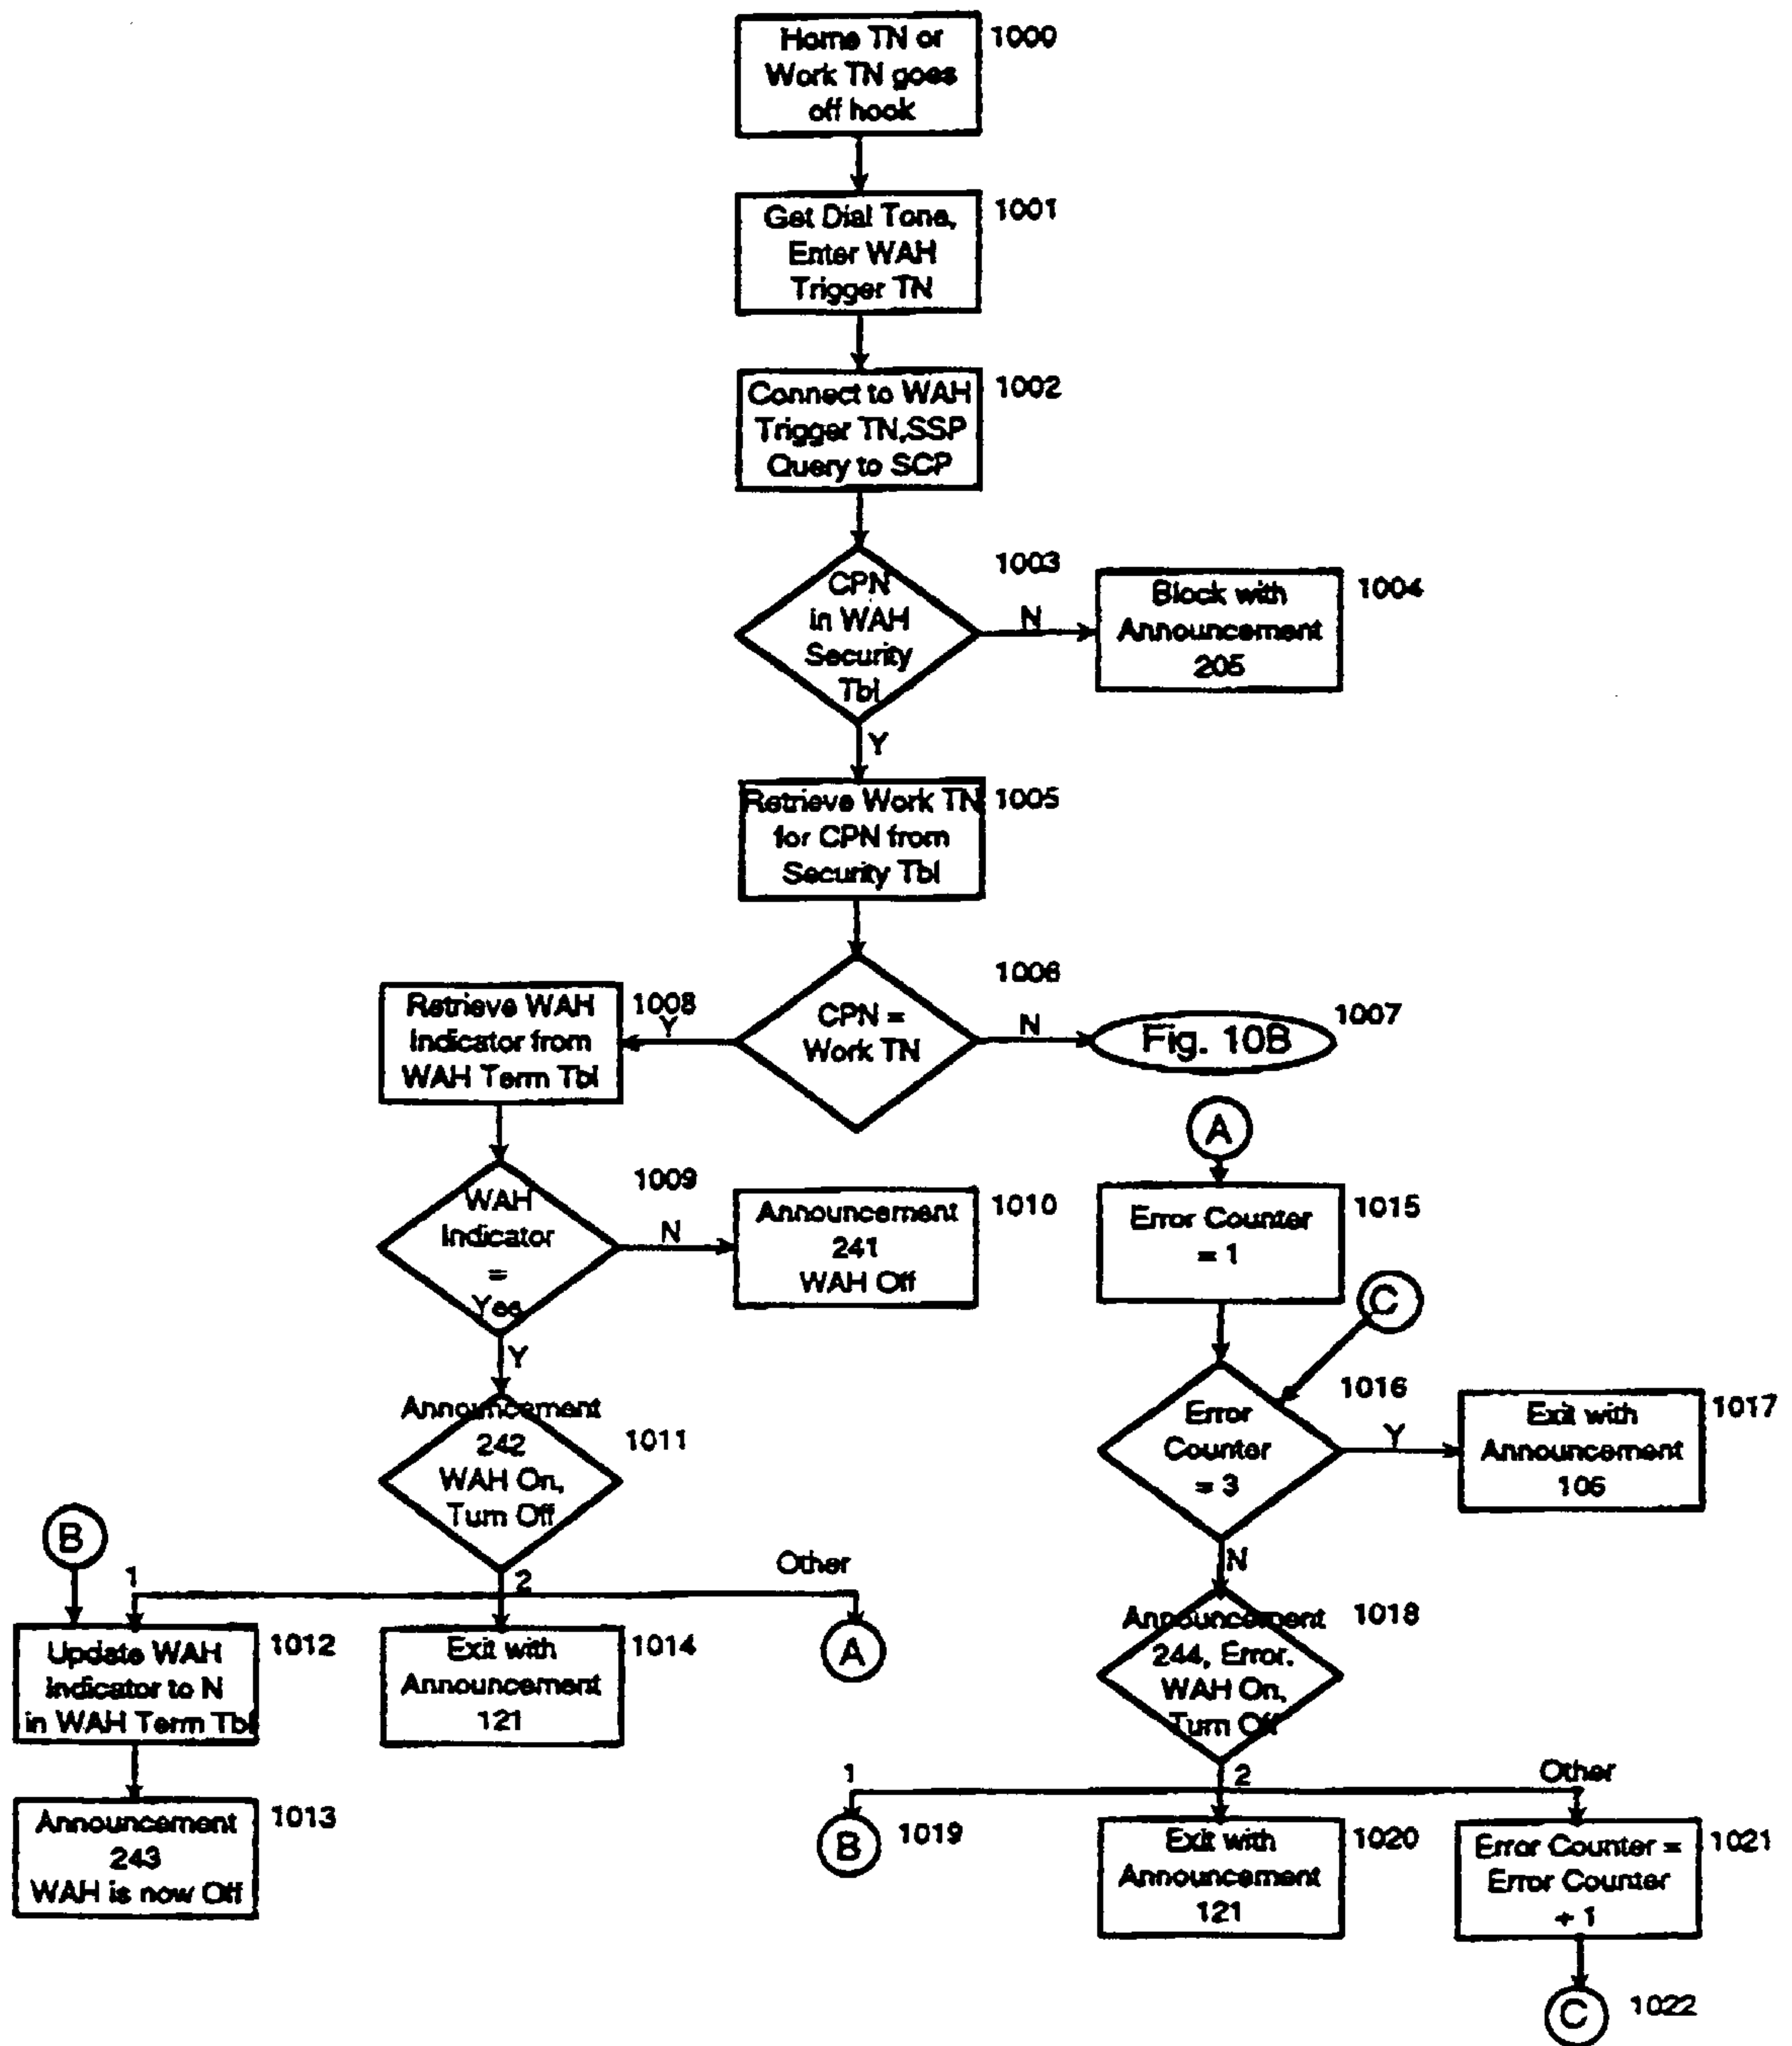 Home TN or
Work TN goes
off hook
1000
Get Dial Tone,
Enter WAH
Trigger TN
1001
Connect to WAH
Trigger TN,SSP
Query to SCP
1002
CPN
in WAH
Security
Tbl
1003
N
Block with
Announcement
205
1004
Y
Retrieve Work TN
for CPN from
Security Tbl
1005
CPN =
Work TN
1006
N
Fig. 10B
1007
Y
Retrieve WAH
Indicator from
WAH Term Tbl
1008
WAH
Indicator
=
Yes
1009
N
Announcement
241
WAH Off
1010
Y
Announcement
242
WAH On,
Turn Off
1011
B
1
2
Other
Update WAH
Indicator to N
in WAH Term Tbl
1012
Exit with
Announcement
121
1014
A
Announcement
243
WAH is now Off
1013
A
Error Counter
= 1
1015
C
Error
Counter
= 3
1016
Y
Exit with
Announcement
106
1017
N
Announcement
244, Error.
WAH On,
Turn Off
1018
1
2
Other
B
1019
Exit with
Announcement
121
1020
Error Counter =
Error Counter
+ 1
1021
C
1022